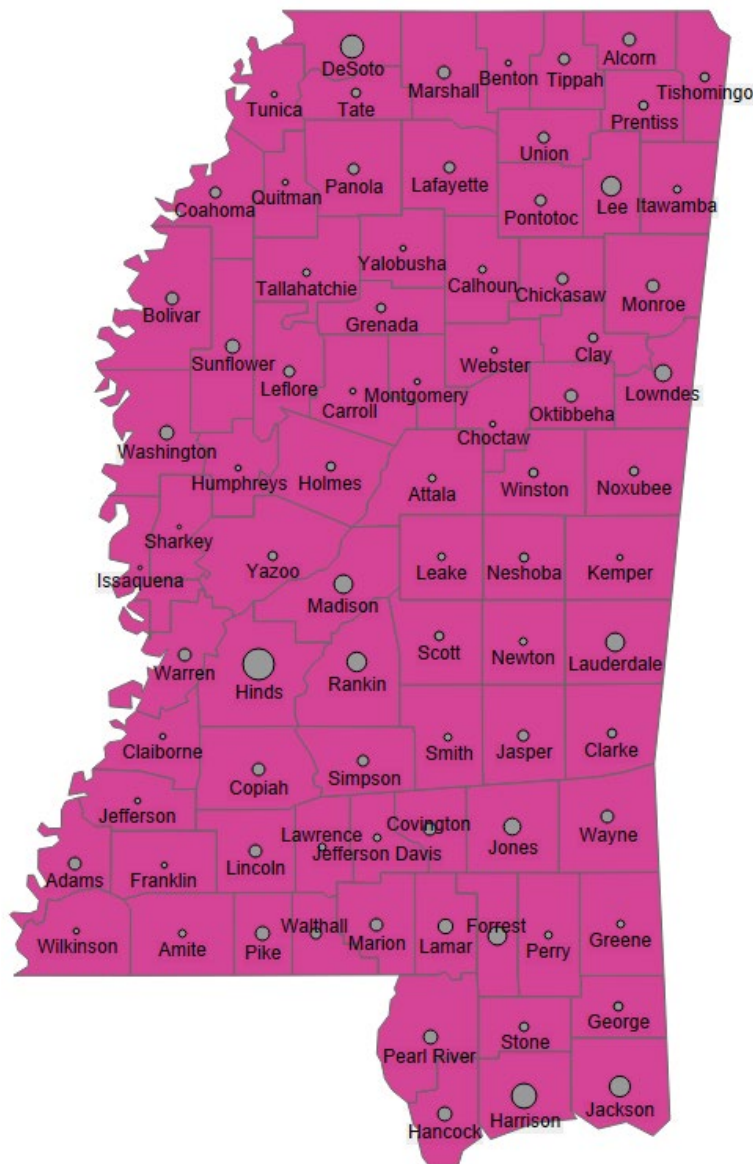 DeSoto
Alcorn
Benton
Tippah
Marshall
Tishomingo
Tunica
Tate
Prentiss
Union
Panola
Lafayette
Quitman
Coahoma
Pontotoc
Lee
Itawamba
Yalobusha
Tallahatchie
Calhoun
Chickasaw
Monroe
Bolivar
Grenada
Sunflower
Webster
Clay
Leflore
Carroll
Montgomery
Oktibbeha
Lowndes
Choctaw
Washington
Humphreys
Holmes
Attala
Winston
Noxubee
Sharkey
Issaquena
Yazoo
Leake
Neshoba
Kemper
Madison
Warren
Hinds
Rankin
Scott
Newton
Lauderdale
Claiborne
Smith
Jasper
Clarke
Copiah
Simpson
Jefferson
Covington
Lawrence
Jefferson Davis
Jones
Wayne
Adams
Franklin
Lincoln
Walthall
Forrest
Wilkinson
Amite
Pike
Marion
Lamar
Perry
Greene
George
Stone
Pearl River
Hancock
Harrison
Jackson